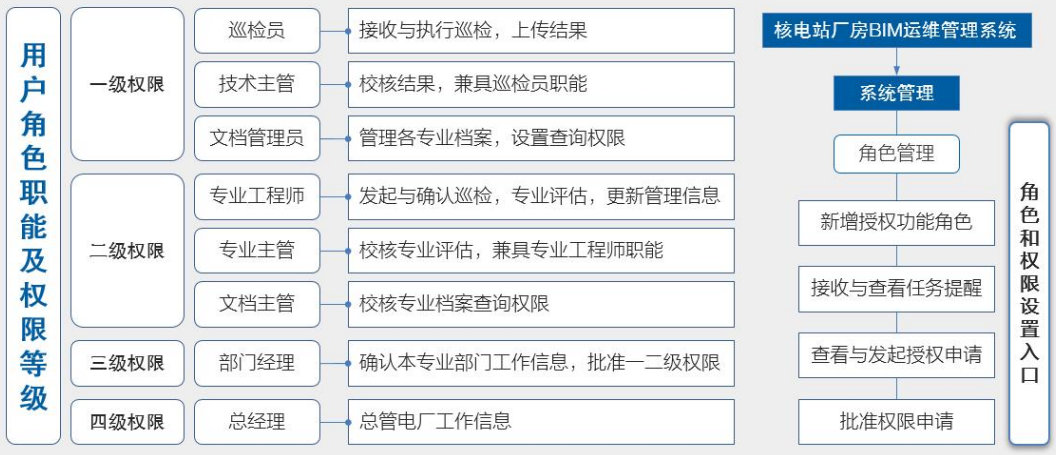 用户角色职能及权限等级
一级权限
巡检员
接收与执行巡检，上传结果
技术主管
校核结果，兼具巡检员职能
文档管理员
管理各专业档案，设置查询权限
二级权限
专业工程师
发起与确认巡检，专业评估，更新管理信息
专业主管
校核专业评估，兼具专业工程师职能
文档主管
校核专业档案查询权限
三级权限
部门经理
确认本专业部门工作信息，批准一二级权限
四级权限
总经理
总管电厂工作信息
核电站厂房BIM运维管理系统
系统管理
角色管理
新增授权功能角色
接收与查看任务提醒
查看与发起授权申请
批准权限申请
角色和权限设置入口